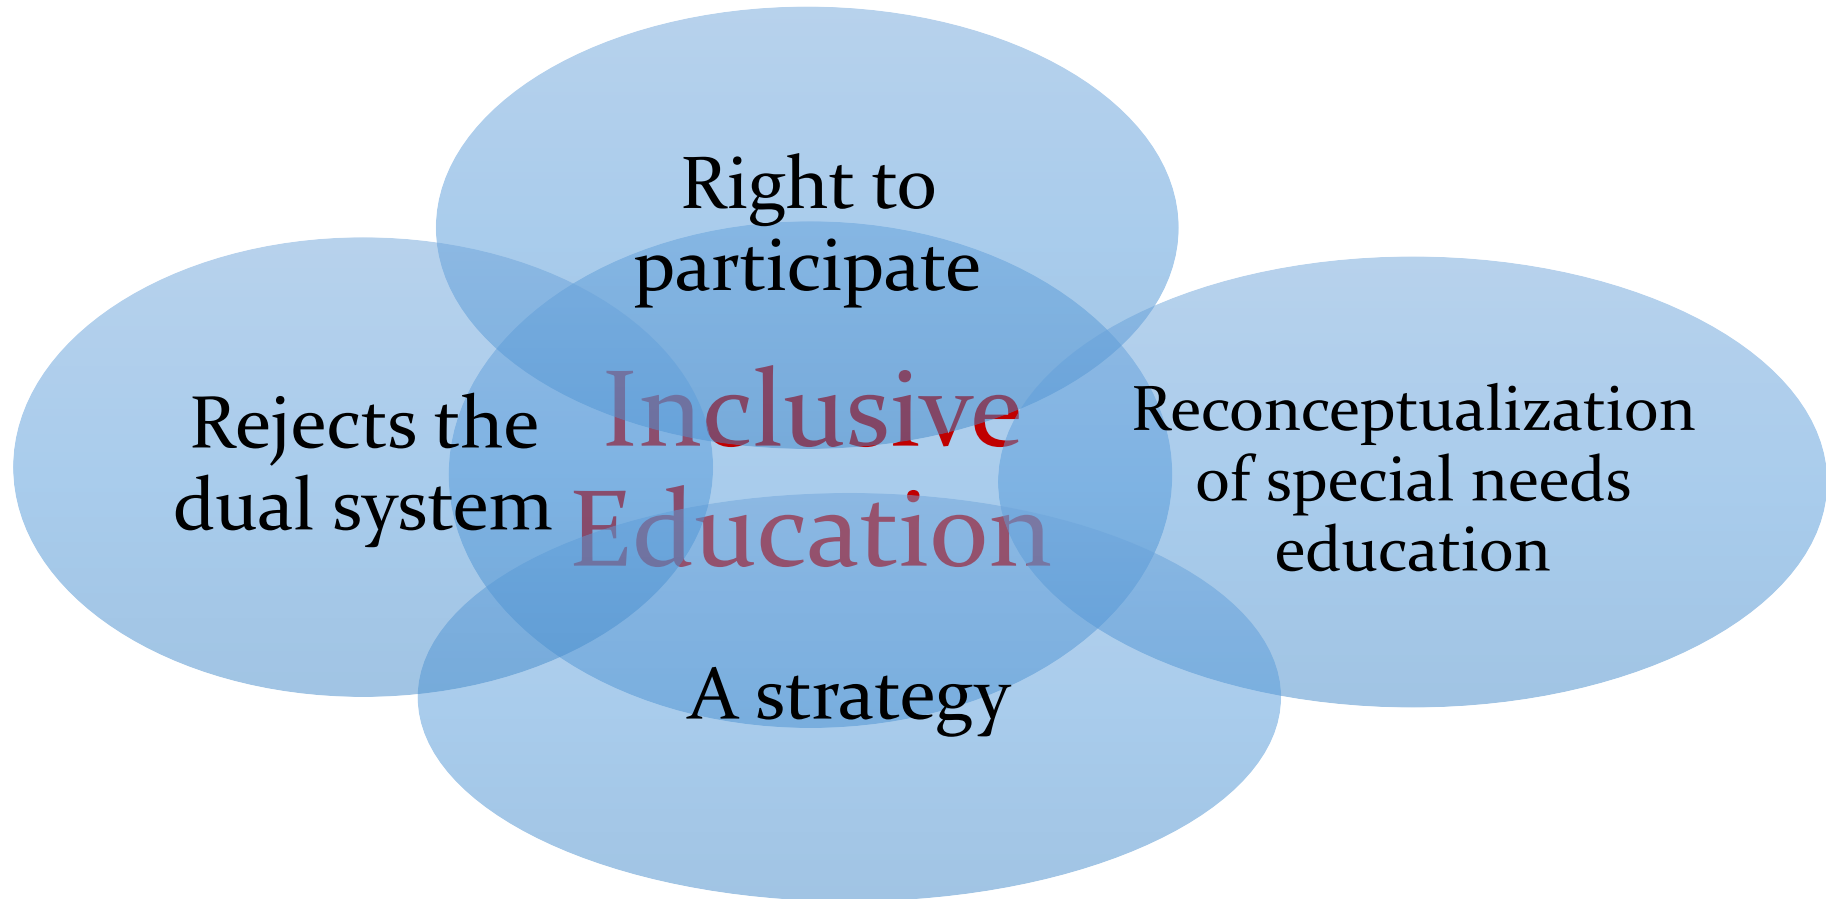 Right to
participate
Rejects the
dual system
Inclusive
Education
Reconceptualization
of special needs
education
A strategy